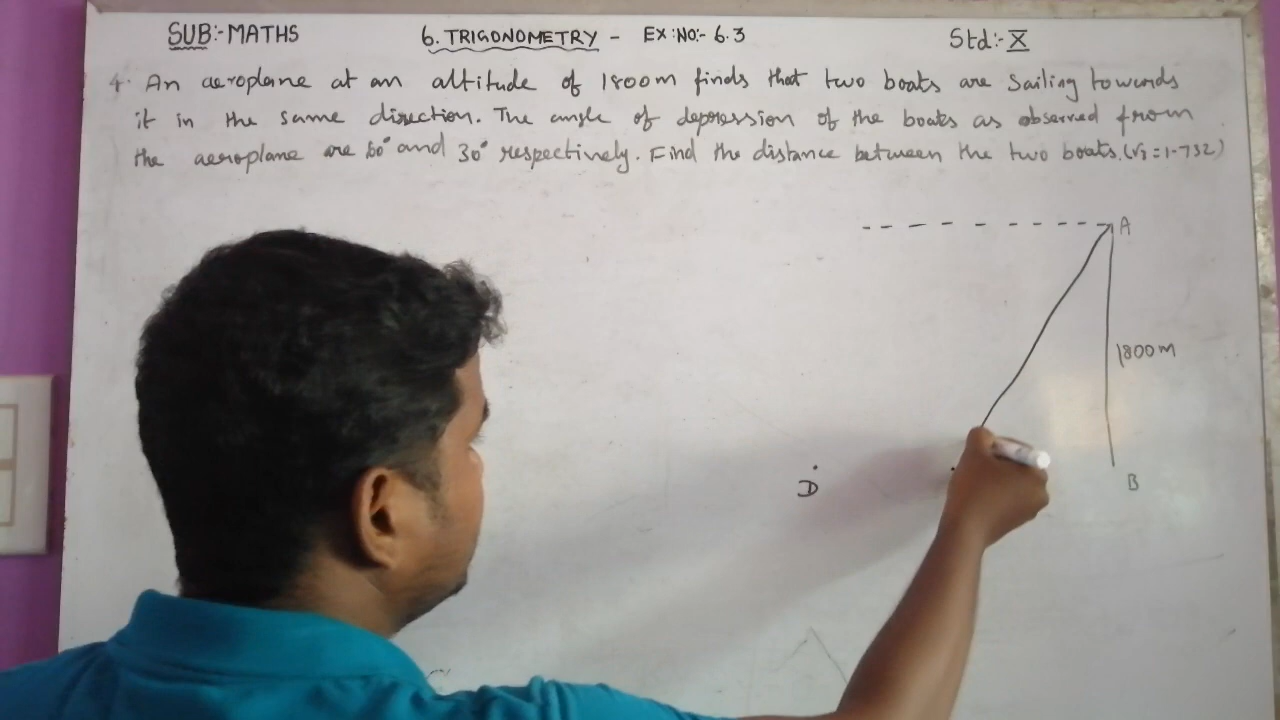 SUB:- MATHS
6. TRIGONOMETRY - EX:NO:- 6.3
Std:- X
4. An aeroplane at an altitude of 1800m finds that two boats are Sailing towards
it in the same direction. The angle of depression of the boats as observed from
the aeroplane are 60° and 30° respectively. Find the distance between the two boats. (√3 = 1.732)
A
1800m
D
B